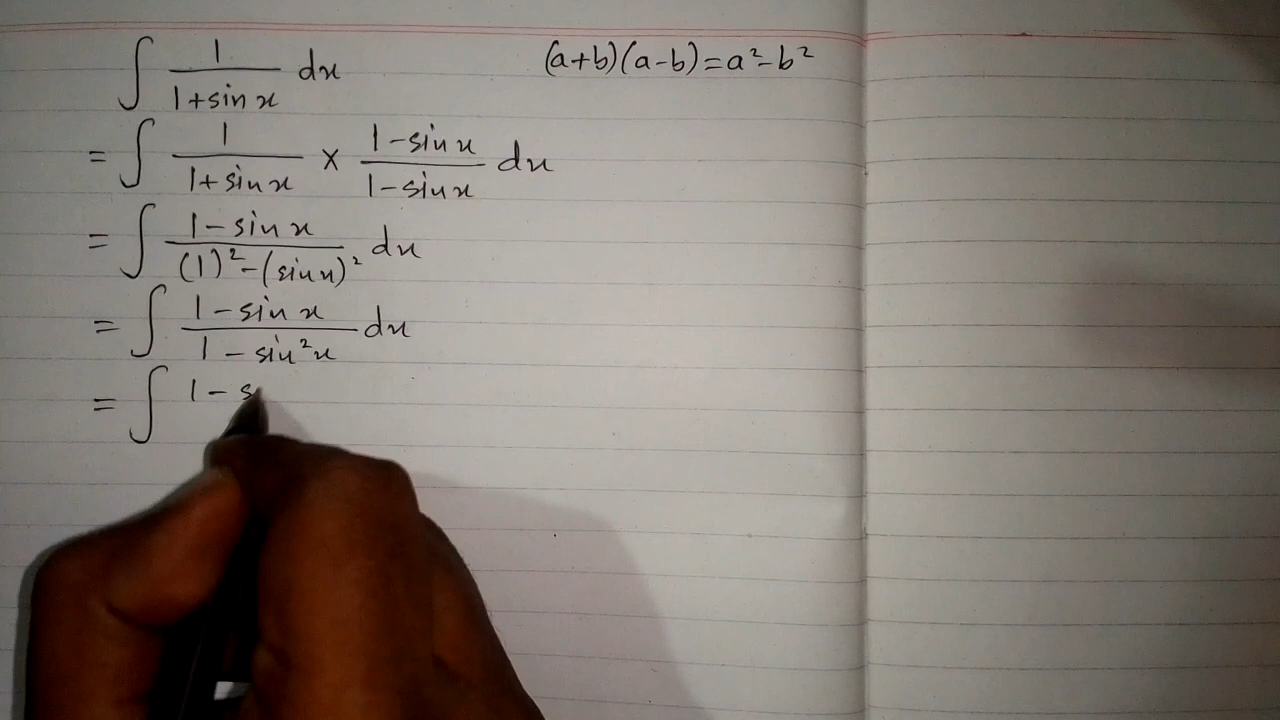 ∫ 1/(1+sin x) dx
(a+b)(a-b)=a²-b²
= ∫ 1/(1+sin x) × (1-sin x)/(1-sin x) dx
= ∫ (1-sin x)/((1)²-(sin x)²) dx
= ∫ (1-sin x)/(1-sin²x) dx
= ∫ 1-s